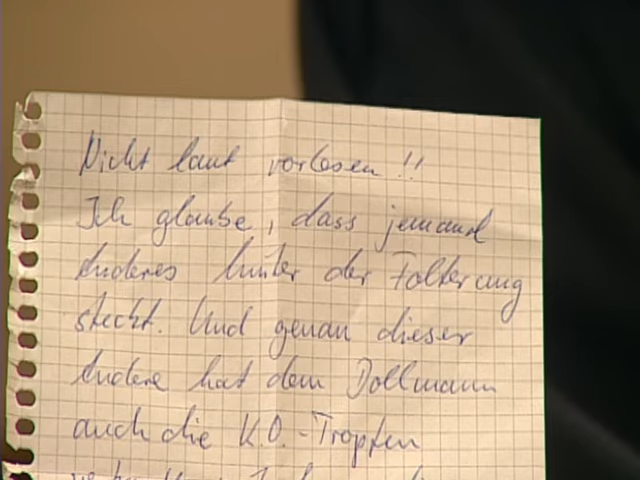 Nicht laut vorlesen!!
Ich glaube, dass jemand
Anderes hinter der Folterung
steckt. Und genau dieser
Andere hat dem Dollmann
auch die K.O.-Tropfen